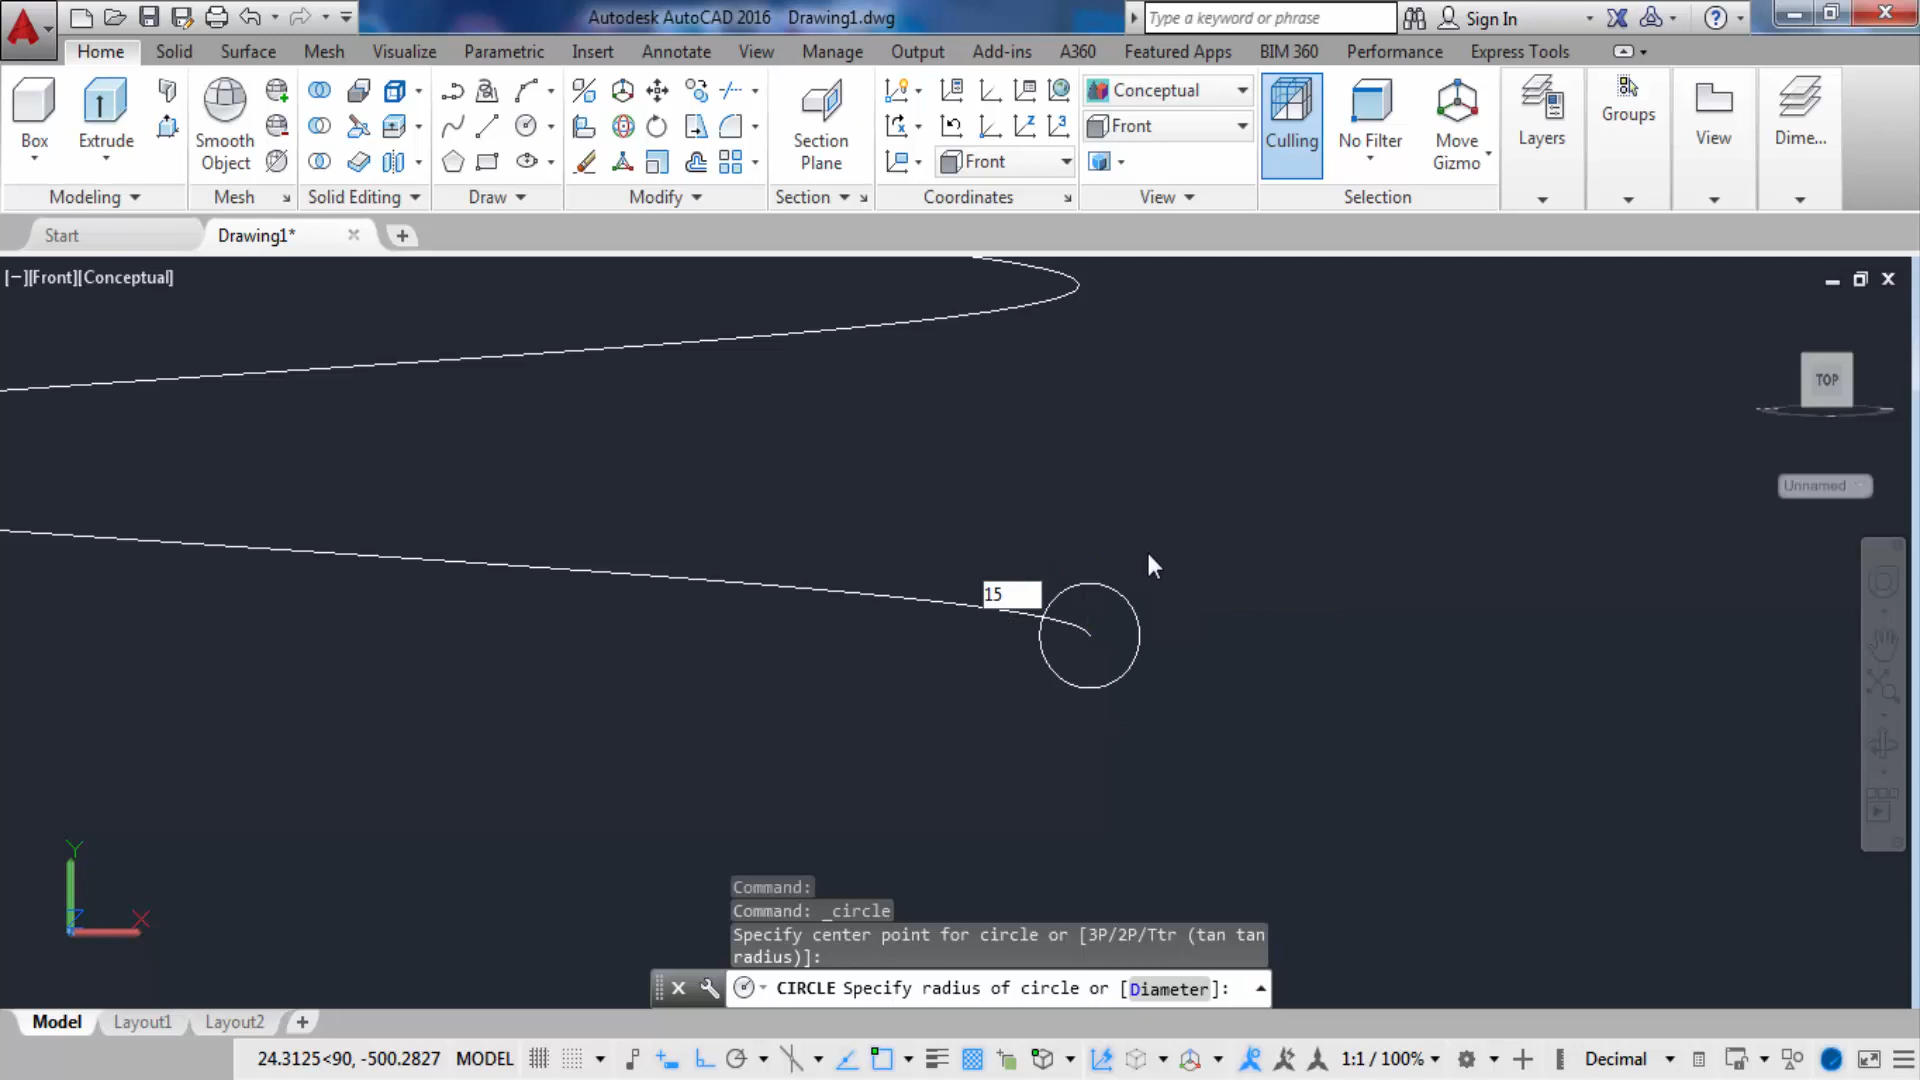 Autodesk AutoCAD 2016 Drawing1.dwg
Type a keyword or phrase
Sign In
Home Solid Surface Mesh Visualize Parametric Insert Annotate View Manage Output Add-ins A360 Featured Apps BIM 360 Performance Express Tools
Box
Extrude
Smooth
Object
Section
Plane
Conceptual
Front
Front
Culling
No Filter
Move
Gizmo
Layers
Groups
View
Dime...
Modeling
Mesh
Solid Editing
Draw
Modify
Section
Coordinates
View
Selection
Start
Drawing1*
[−][Front][Conceptual]
TOP
Unnamed
15
Y
Z
X
Command:
Command: _circle
Specify center point for circle or [3P/2P/Ttr (tan tan
radius)]:
CIRCLE Specify radius of circle or [Diameter]:
Model Layout1 Layout2
24.3125<90, -500.2827 MODEL
1:1 / 100%
Decimal